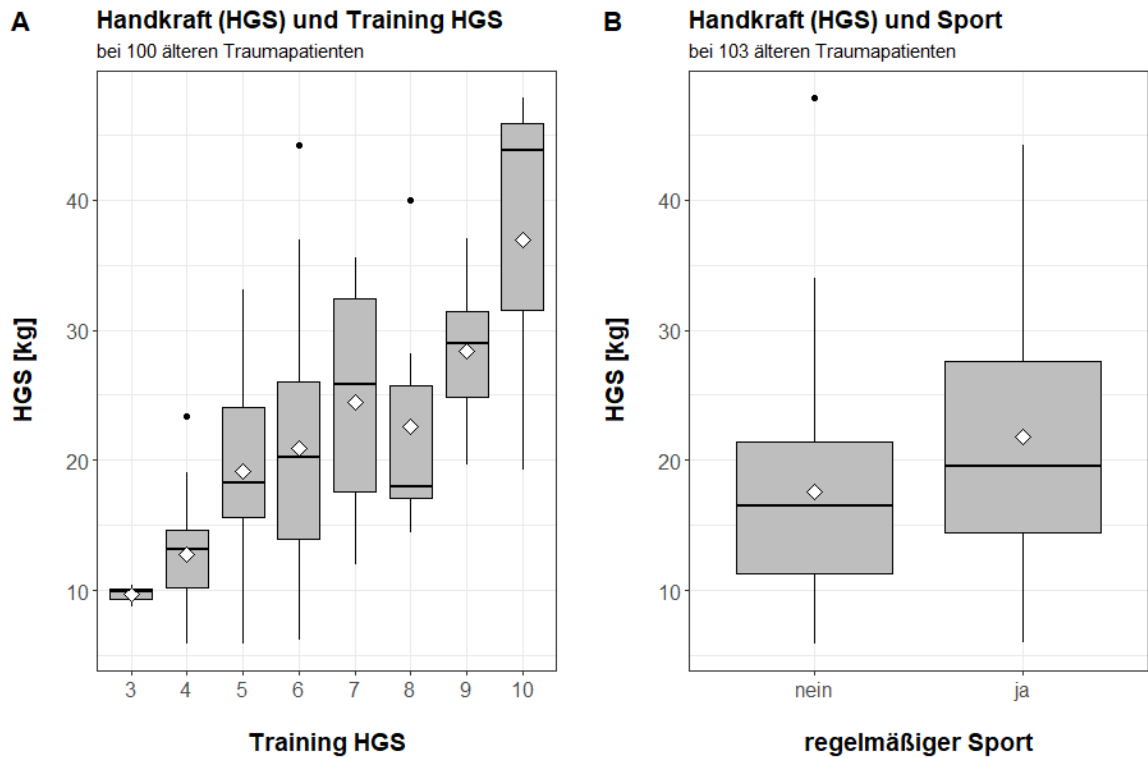 A
Handkraft (HGS) und Training HGS
bei 100 älteren Traumapatienten
HGS [kg]
40
30
20
10
3 4 5 6 7 8 9 10
Training HGS
B
Handkraft (HGS) und Sport
bei 103 älteren Traumapatienten
HGS [kg]
40
30
20
10
nein ja
regelmäßiger Sport